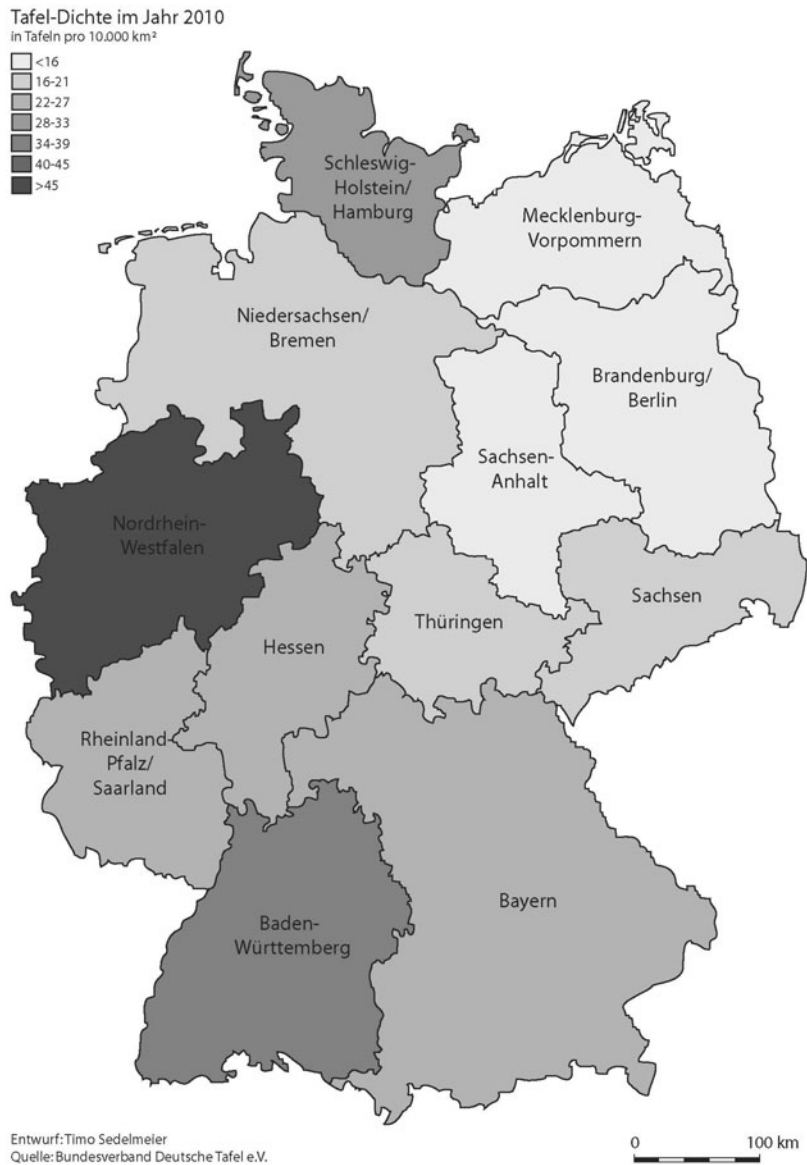 Tafel-Dichte im Jahr 2010
in Tafeln pro 10.000 km²
<16
16-21
22-27
28-33
34-39
40-45
>45
Schleswig-
Holstein/
Hamburg
Mecklenburg-
Vorpommern
Niedersachsen/
Bremen
Brandenburg/
Berlin
Sachsen-
Anhalt
Nordrhein-
Westfalen
Sachsen
Thüringen
Hessen
Rheinland-
Pfalz/
Saarland
Bayern
Baden-
Württemberg
Entwurf: Timo Sedelmeier
Quelle: Bundesverband Deutsche Tafel e.V.
0 100 km